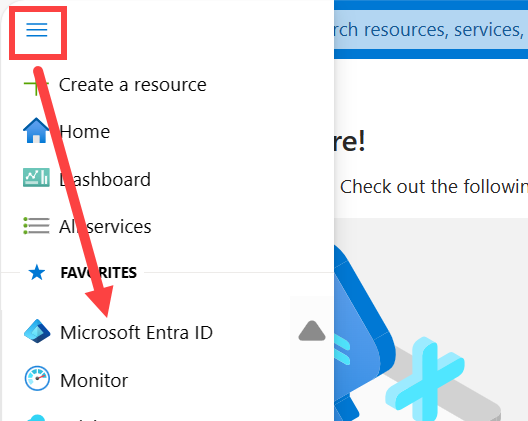 rch resources, services,
Create a resource
Home
re!
Dashboard
Check out the followin
All services
FAVORITES
Microsoft Entra ID
Monitor